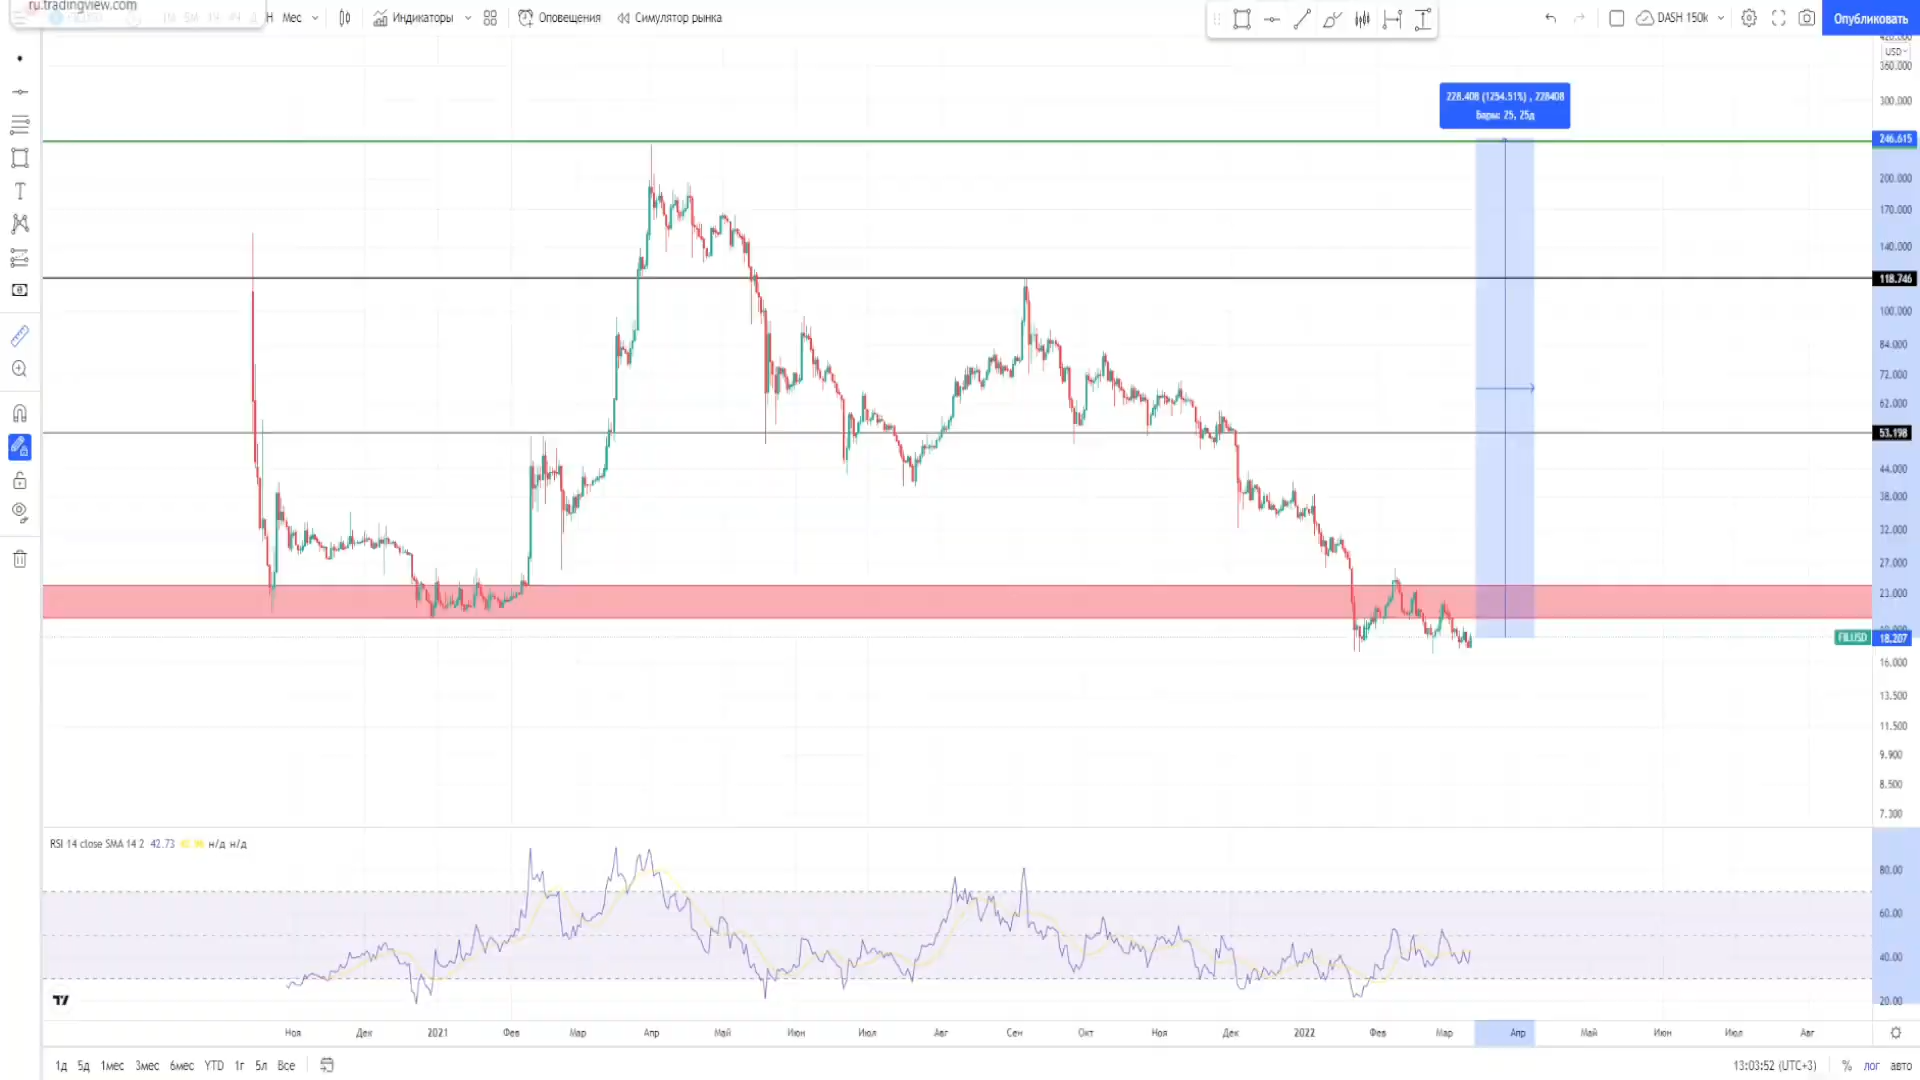 ru.tradingview.com
Мес
Индикаторы
Оповещения
Симулятор рынка
DASH 150k
Опубликовать
USD
360.000
300.000
228.408 (1254.51%) , 228408
Бары: 25, 25д
246.615
200.000
170.000
140.000
118.746
100.000
84.000
72.000
62.000
53.198
44.000
38.000
32.000
27.000
23.000
FILUSD 18.207
16.000
13.500
11.500
9.900
8.500
7.300
RSI 14 close SMA 14 2 42.73 н/д н/д
80.00
60.00
40.00
20.00
Ноя Дек 2021 Фев Мар Апр Май Июн Июл Авг Сен Окт Ноя Дек 2022 Фев Мар Апр Май Июн Июл Авг
1д 5д 1мес 3мес 6мес YTD 1г 5л Все
13:03:52 (UTC+3) % лог авто